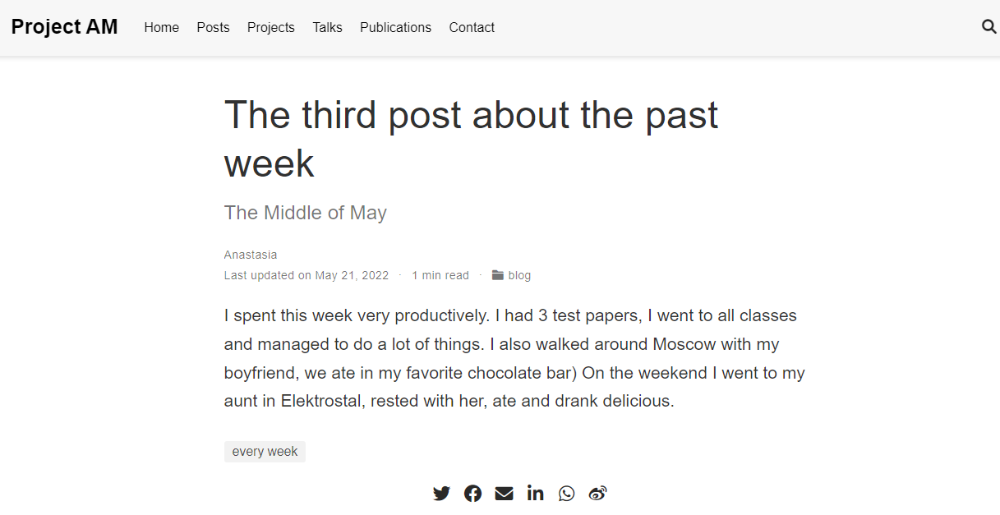 Project AM Home Posts Projects Talks Publications Contact
The third post about the past
week
The Middle of May
Anastasia
Last updated on May 21, 2022 · 1 min read · blog
I spent this week very productively. I had 3 test papers, I went to all classes
and managed to do a lot of things. I also walked around Moscow with my
boyfriend, we ate in my favorite chocolate bar) On the weekend I went to my
aunt in Elektrostal, rested with her, ate and drank delicious.
every week